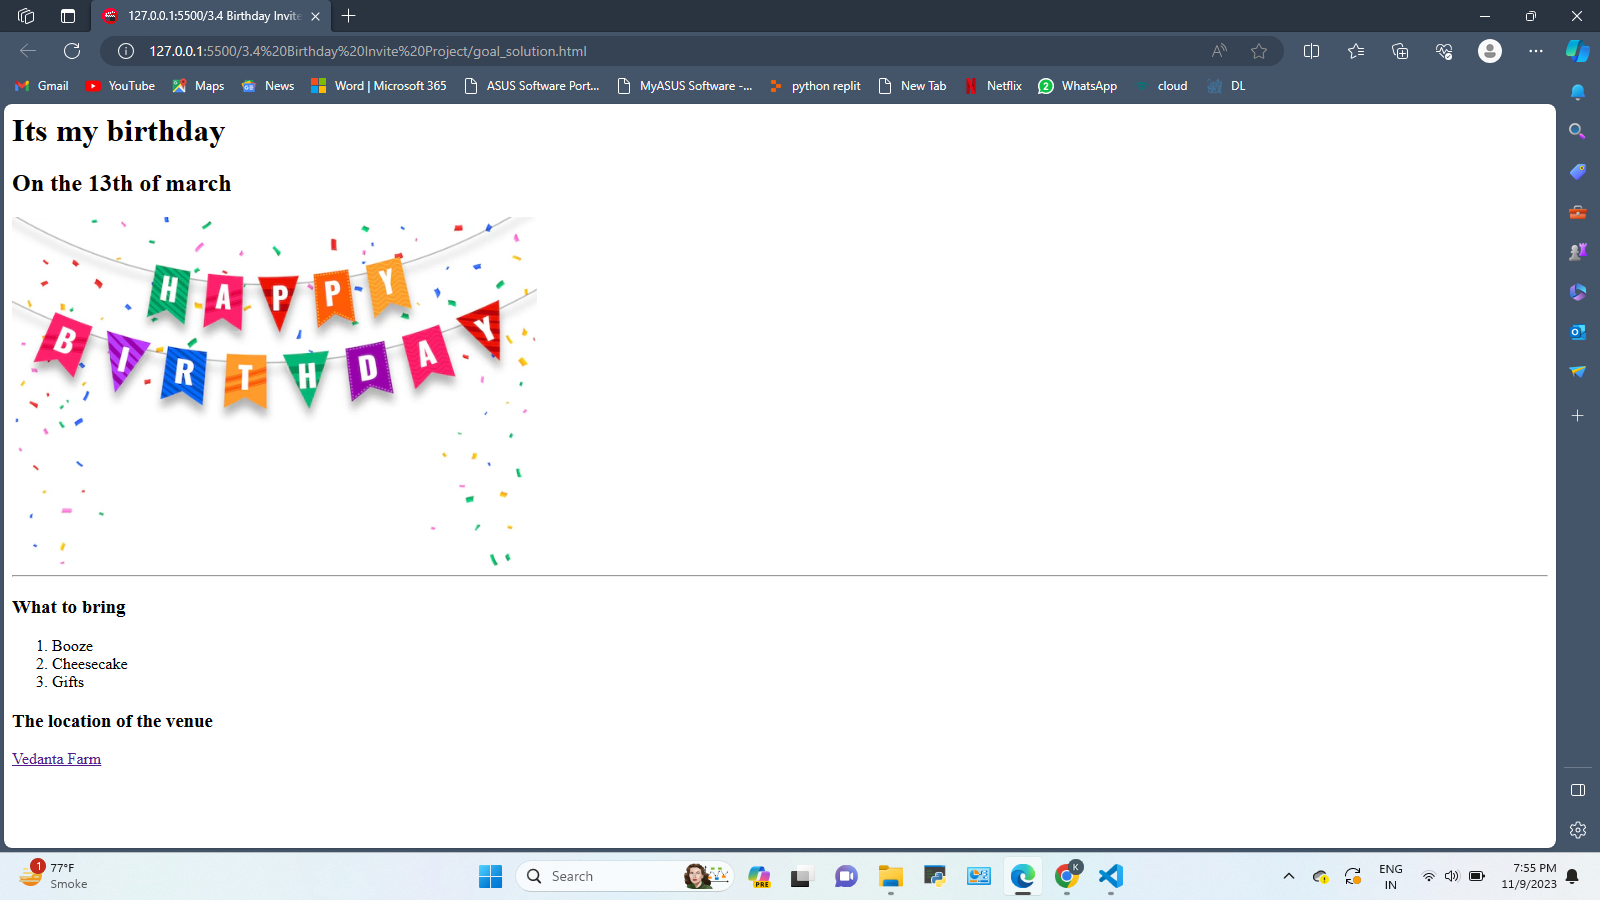 127.0.0.1:5500/3.4 Birthday Invite
127.0.0.1:5500/3.4%20Birthday%20Invite%20Project/goal_solution.html
Gmail YouTube Maps News Word | Microsoft 365 ASUS Software Port... MyASUS Software -... python replit New Tab Netflix 2 WhatsApp cloud DL
Its my birthday
On the 13th of march
HAPPY
BIRTHDAY
What to bring
1. Booze
2. Cheesecake
3. Gifts
The location of the venue
Vedanta Farm
1 77°F
Smoke
Search
PRE
K
ENG
IN
7:55 PM
11/9/2023